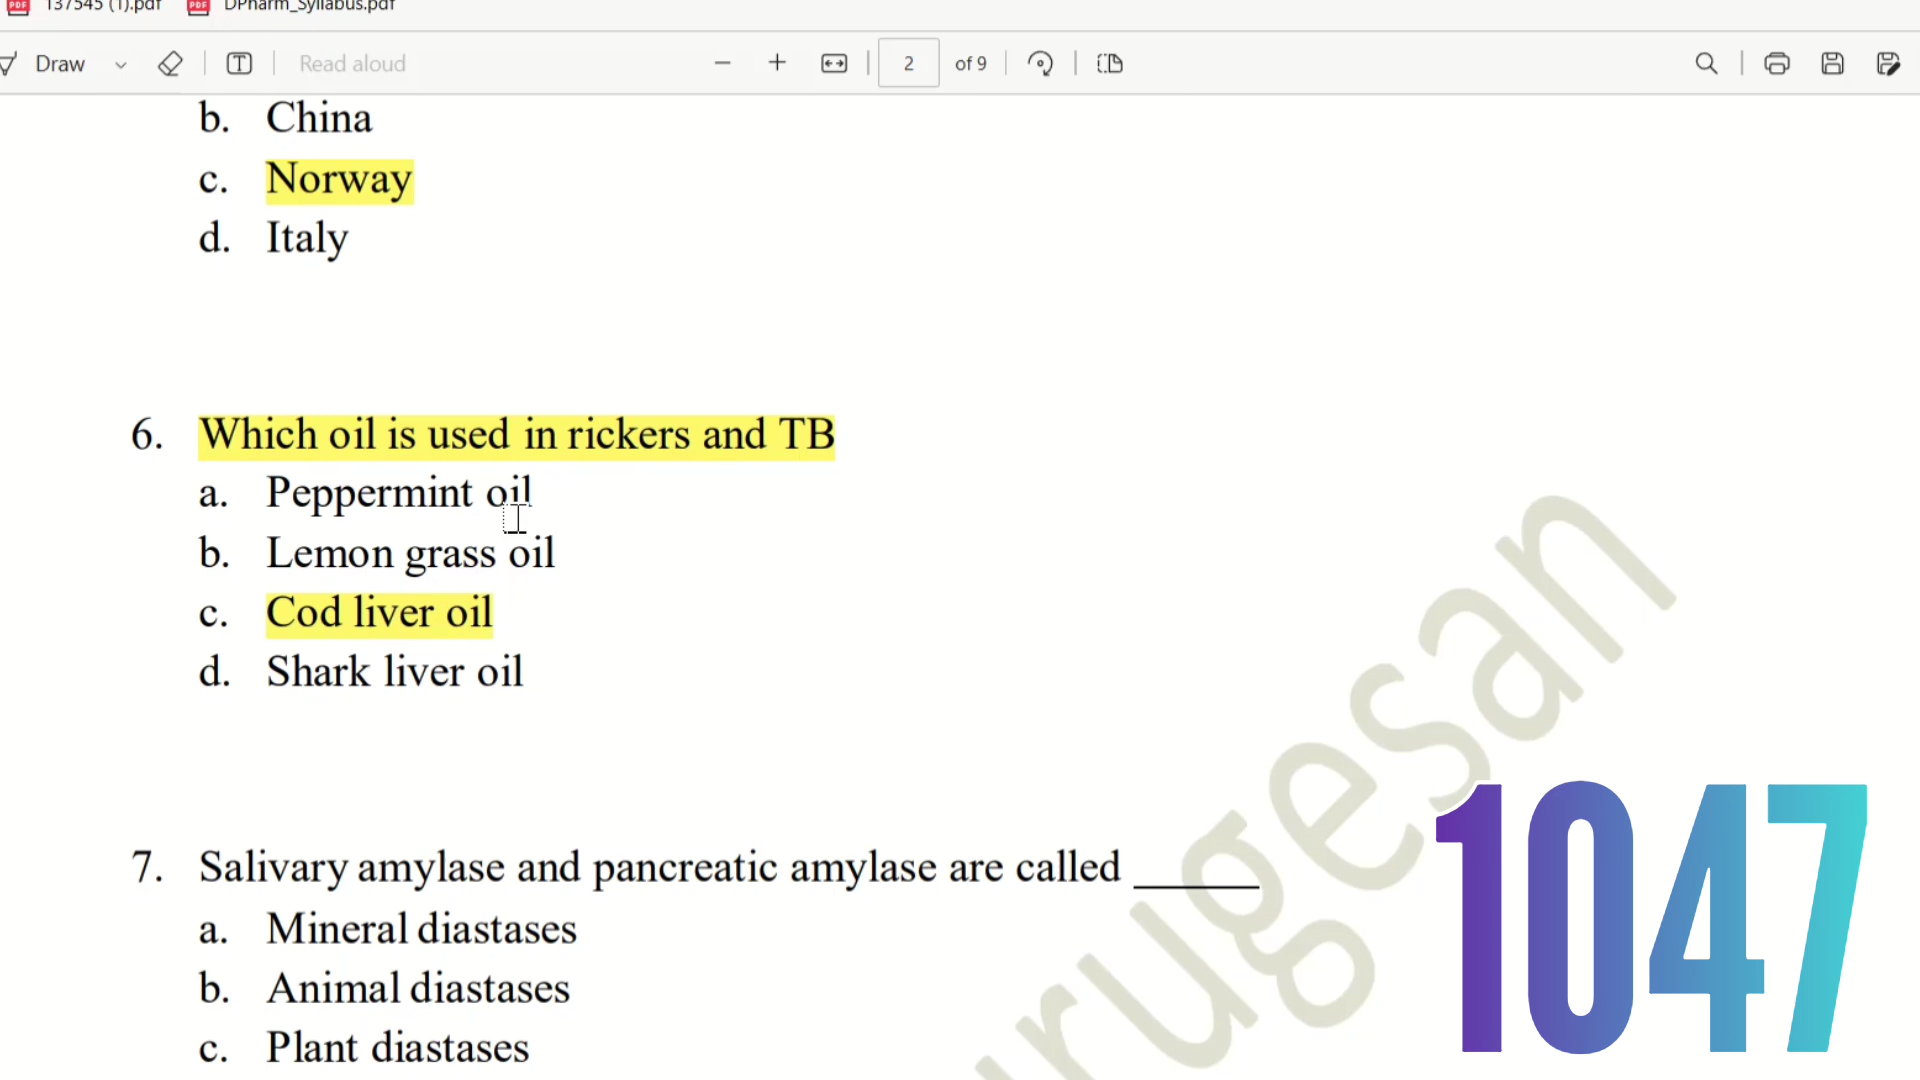 137545 (1).pdf
DPharm_Syllabus.pdf
Draw
Read aloud
2 of 9
b. China
c. Norway
d. Italy
6. Which oil is used in rickers and TB
a. Peppermint oil
b. Lemon grass oil
c. Cod liver oil
d. Shark liver oil
7. Salivary amylase and pancreatic amylase are called ______
a. Mineral diastases
b. Animal diastases
c. Plant diastases
rugesan
1047